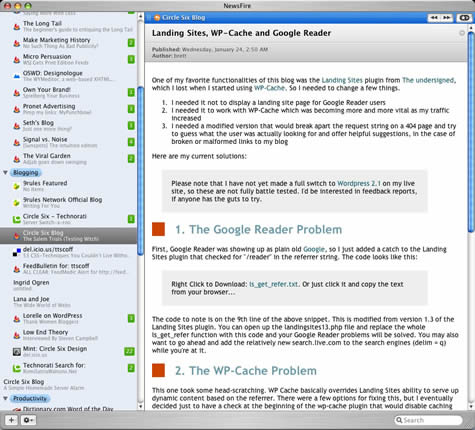 NewsFire
The Long Tail
A beginner's guide to critiquing the Long Tail
Make Marketing History
No Such Thing As Bad Publicity?
Micro Persuasion
WSJ Gets Print Edition Feeds
OSWD: Designologue
The WYMeditor, a web-based XHTML...
Own Your Brand!
Spielberg Your Business
Pronet Advertising
Pimp my links: MyPunchbowl
Seth's Blog
Just one more thing?
Signal vs. Noise
[Sunspots] The intuition edition
The Viral Garden
Adjab goes down swinging
Blogging
9rules Featured
No items
9rules Network Official Blog
Writing For You
Circle Six - Technorati
Server Switch-a-roo
Circle Six Blog
The Salem Trials (Testing Witch)
del.icio.us/ttscoff
53 CSS-Techniques You Couldn't Live Witho...
FeedBulletin for: ttscoff
ALL CLEAR: FeedMedic Alert for http://feed...
Ingrid Ogren
untitled
Lana and Joe
The Wide World of Webs
Lorelle on WordPress
Thank Women Bloggers
1
Low End Theory
Interviewed By Steven Campbell
Mint: Circle Six Design
del.icio.us
22
Technorati Search for:
2
Circle Six Blog
A Simple Homemade Server Alarm
Productivity
Dictionary.com Word of the Day
Circle Six Blog
Landing Sites, WP-Cache and Google Reader
Published: Wednesday, January 24, 2:50 AM
Author: brett
One of my favorite functionalities of this blog was the Landing Sites plugin from The undersigned,
which I lost when I started using WP-Cache. So I needed to change a few things.
1. I needed it not to display a landing site page for Google Reader users
2. I needed it to work with WP-Cache which was becoming more and more vital as my traffic
increased
3. I needed a modified version that would break apart the request string on a 404 page and try
to guess what the user was actually looking for and offer helpful suggestions, in the case of
broken or malformed links to my blog
Here are my current solutions:
Please note that I have not yet made a full switch to Wordpress 2.1 on my live
site, so these are not fully battle tested. I'd be interested in feedback reports,
if anyone has the guts to try.
1. The Google Reader Problem
First, Google Reader was showing up as plain old Google, so I just added a catch to the Landing
Sites plugin that checked for "/reader" in the referrer string. The code looks like this:
Right Click to Download: ls_get_refer.txt. Or just click it and copy the text
from your browser...
The code to note is on the 9th line of the above snippet. This is modified from version 1.3 of the
Landing Sites plugin. You can open up the landingsites13.php file and replace the whole
ls_get_refer function with this code and your Google Reader problems will be solved. You may also
want to go ahead and add the relatively new search.live.com to the search engines (delim = q)
while you're at it.
2. The WP-Cache Problem
This one took some head-scratching. WP Cache basically overrides Landing Sites ability to serve up
dynamic content based on the referrer. There were a few options for fixing this, but I eventually
decided just to have a check at the beginning of the wp-cache plugin that would disable caching
Search